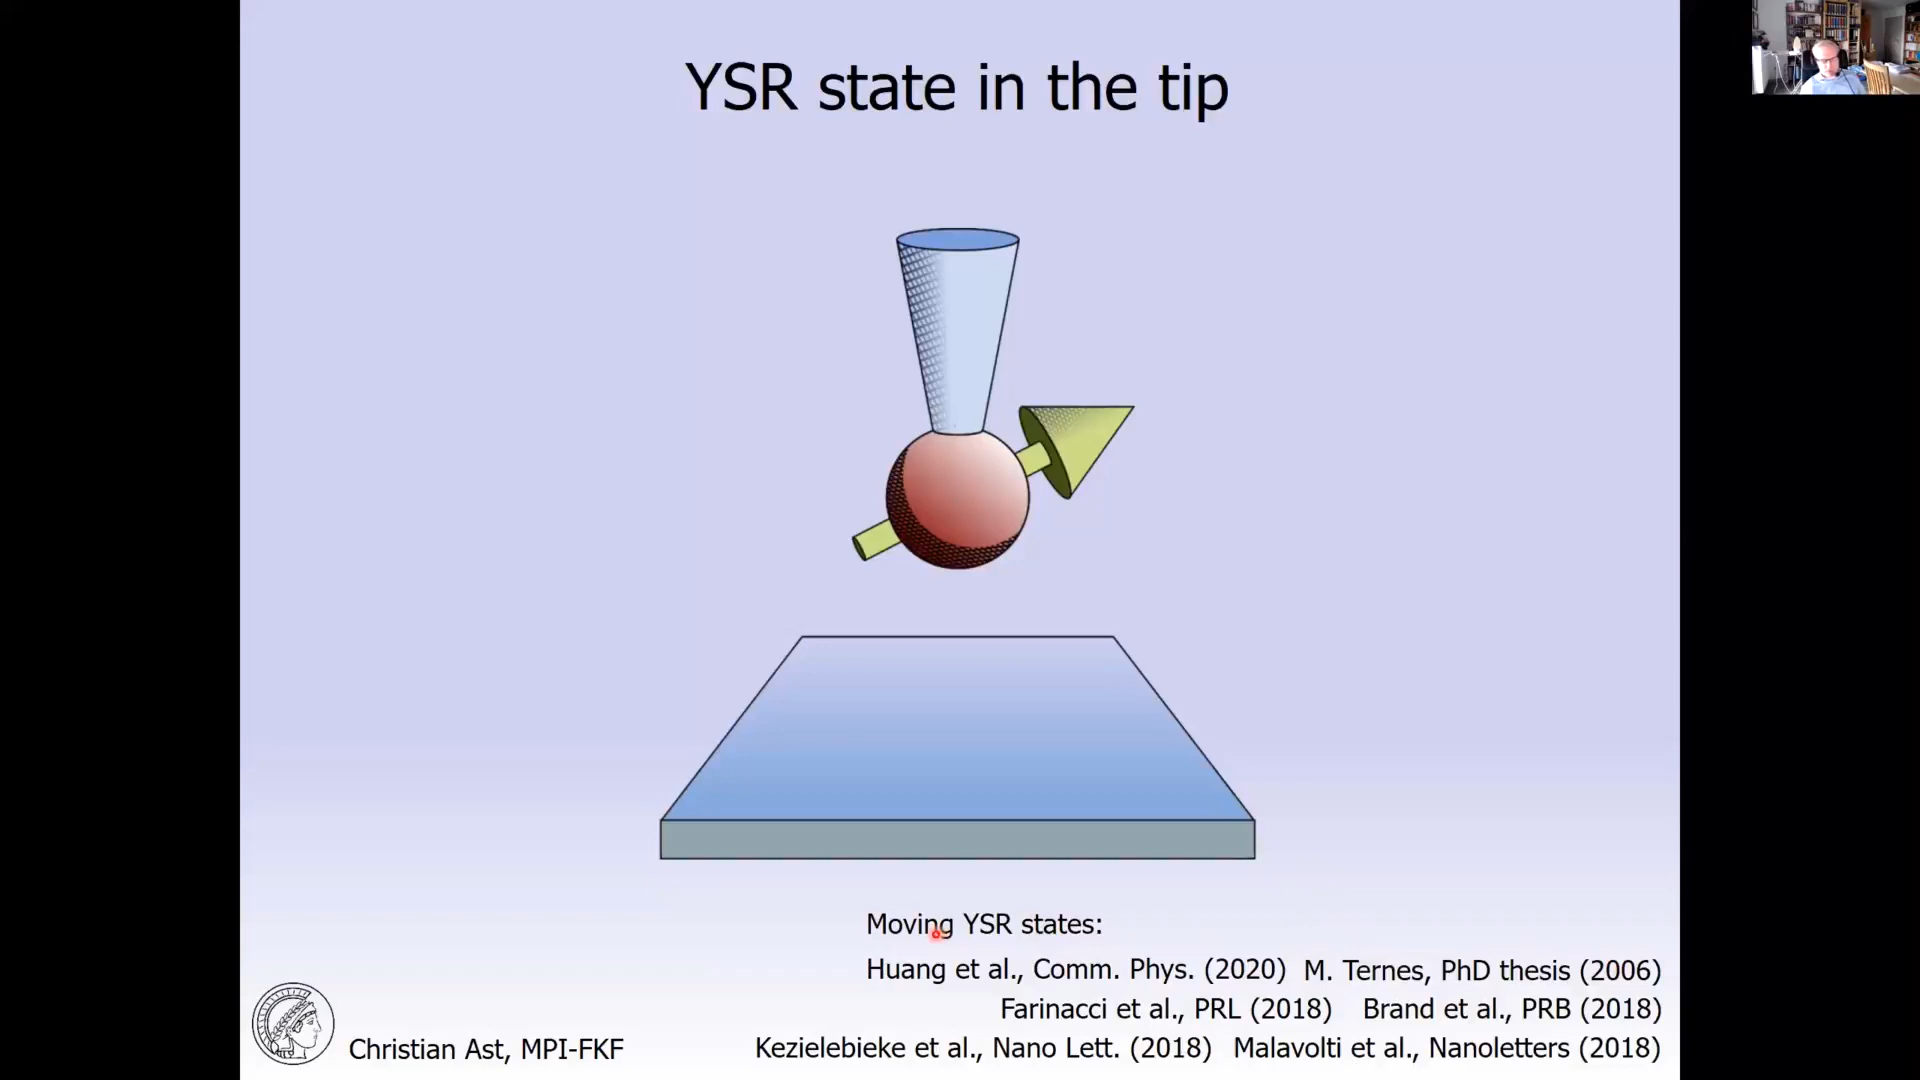 YSR state in the tip
Moving YSR states:
Huang et al., Comm. Phys. (2020) M. Ternes, PhD thesis (2006)
Farinacci et al., PRL (2018) Brand et al., PRB (2018)
Christian Ast, MPI-FKF
Kezielebieke et al., Nano Lett. (2018) Malavolti et al., Nanoletters (2018)